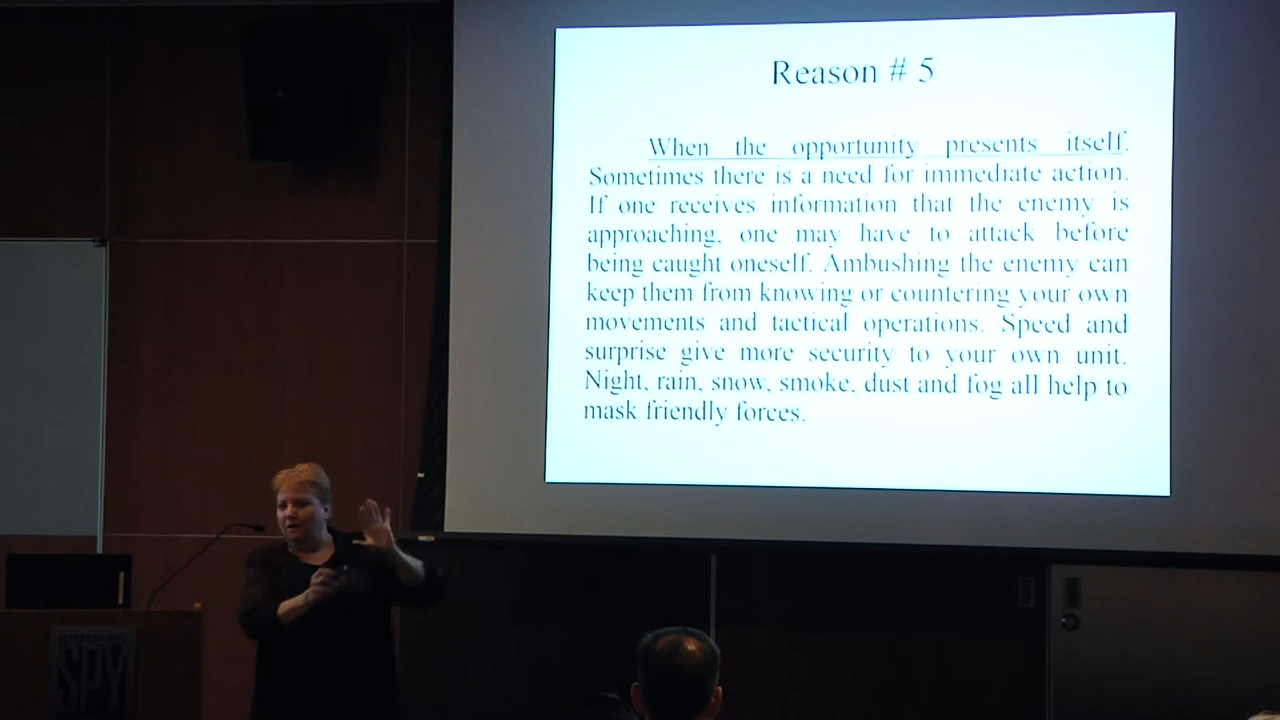 Reason # 5
When the opportunity presents itself.
Sometimes there is a need for immediate action.
If one receives information that the enemy is
approaching, one may have to attack before
being caught oneself. Ambushing the enemy can
keep them from knowing or countering your own
movements and tactical operations. Speed and
surprise give more security to your own unit.
Night, rain, snow, smoke, dust and fog all help to
mask friendly forces.
INTERNATIONAL
SPY